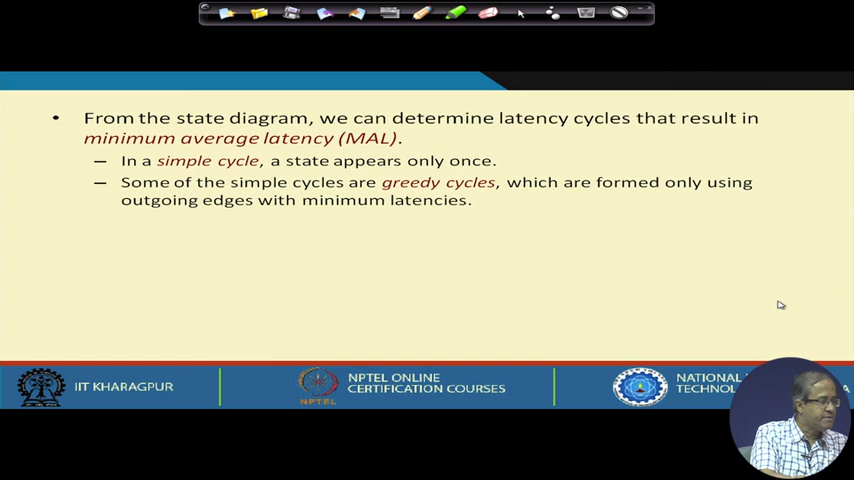 • From the state diagram, we can determine latency cycles that result in
minimum average latency (MAL).
– In a simple cycle, a state appears only once.
– Some of the simple cycles are greedy cycles, which are formed only using
outgoing edges with minimum latencies.
IIT KHARAGPUR
NPTEL
NPTEL ONLINE
CERTIFICATION COURSES